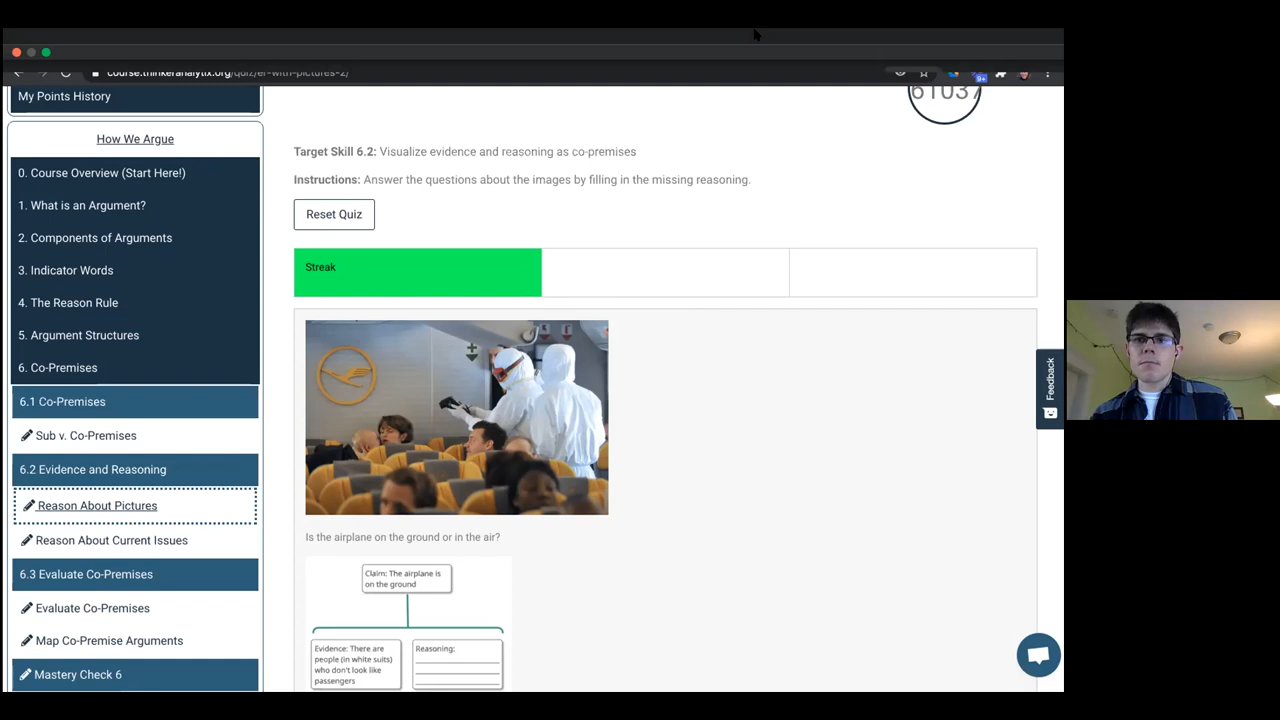 course.thinkeranalytix.org/quiz/er-with-pictures-2/
9+
My Points History
61037
How We Argue
0. Course Overview (Start Here!)
1. What is an Argument?
2. Components of Arguments
3. Indicator Words
4. The Reason Rule
5. Argument Structures
6. Co-Premises
6.1 Co-Premises
Sub v. Co-Premises
6.2 Evidence and Reasoning
Reason About Pictures
Reason About Current Issues
6.3 Evaluate Co-Premises
Evaluate Co-Premises
Map Co-Premise Arguments
Mastery Check 6
Target Skill 6.2: Visualize evidence and reasoning as co-premises
Instructions: Answer the questions about the images by filling in the missing reasoning.
Reset Quiz
Streak
Is the airplane on the ground or in the air?
Claim: The airplane is
on the ground
Evidence: There are
people (in white suits)
who don't look like
passengers
Reasoning:
Feedback